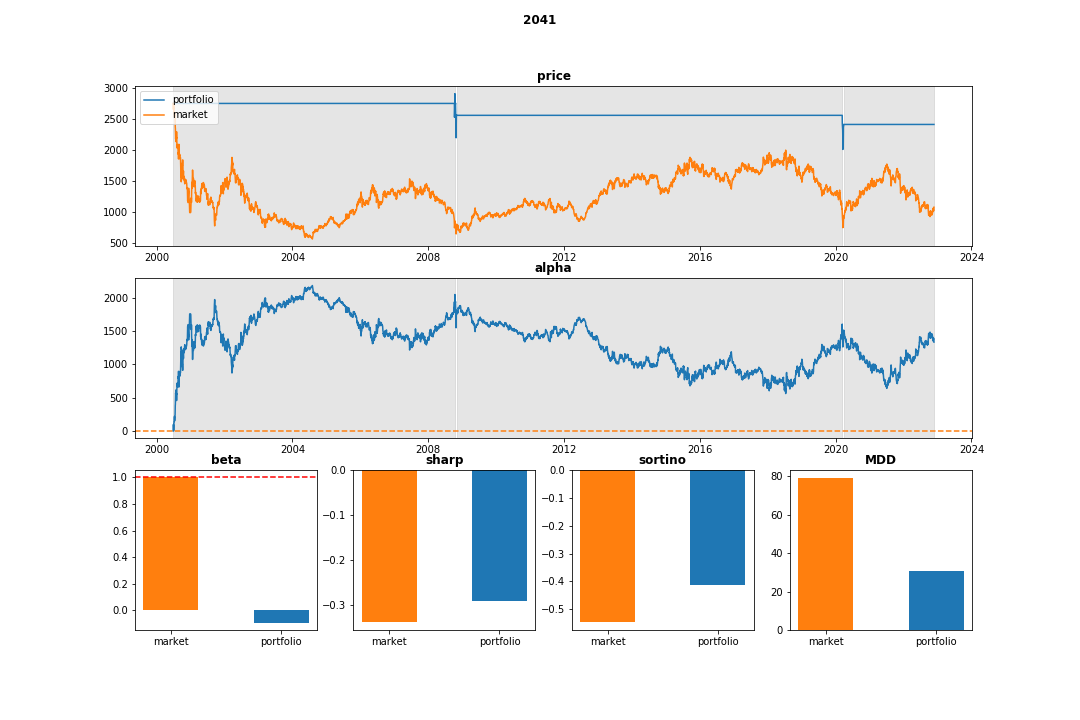 2041
price
3000
2500
2000
1500
1000
500
portfolio
market
2000 2004 2008 2012 2016 2020 2024
alpha
2000
1500
1000
500
0
2000 2004 2008 2012 2016 2020 2024
beta
1.0
0.8
0.6
0.4
0.2
0.0
market portfolio
sharp
0.0
−0.1
−0.2
−0.3
market portfolio
sortino
0.0
−0.1
−0.2
−0.3
−0.4
−0.5
market portfolio
MDD
80
60
40
20
0
market portfolio